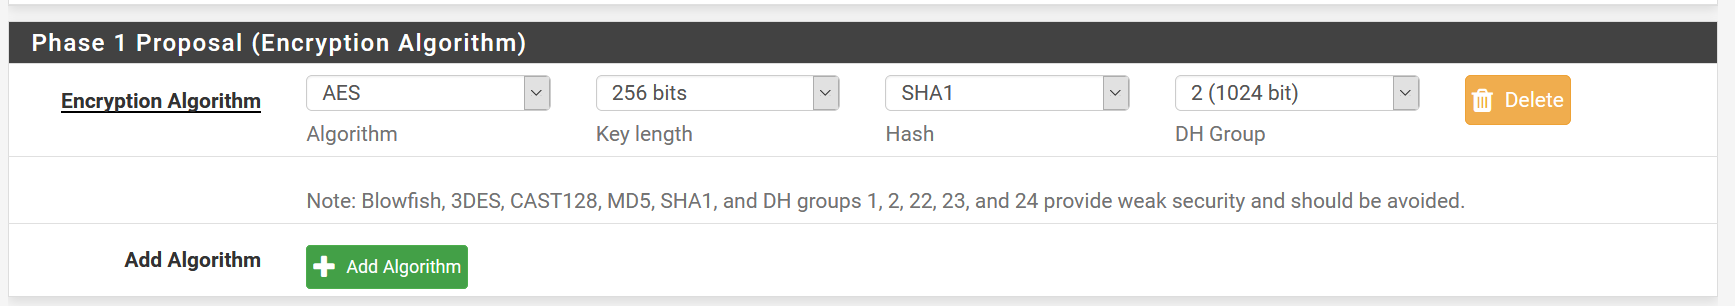 Phase 1 Proposal (Encryption Algorithm)
Encryption Algorithm AES 256 bits SHA1 2 (1024 bit) Delete
Algorithm Key length Hash DH Group
Note: Blowfish, 3DES, CAST128, MD5, SHA1, and DH groups 1, 2, 22, 23, and 24 provide weak security and should be avoided.
Add Algorithm Add Algorithm